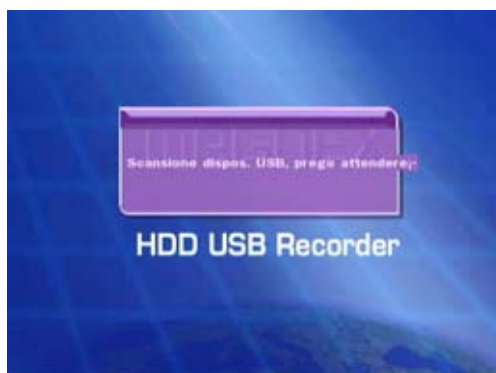 Scansione dispos. USB, prego attendere,
HDD USB Recorder